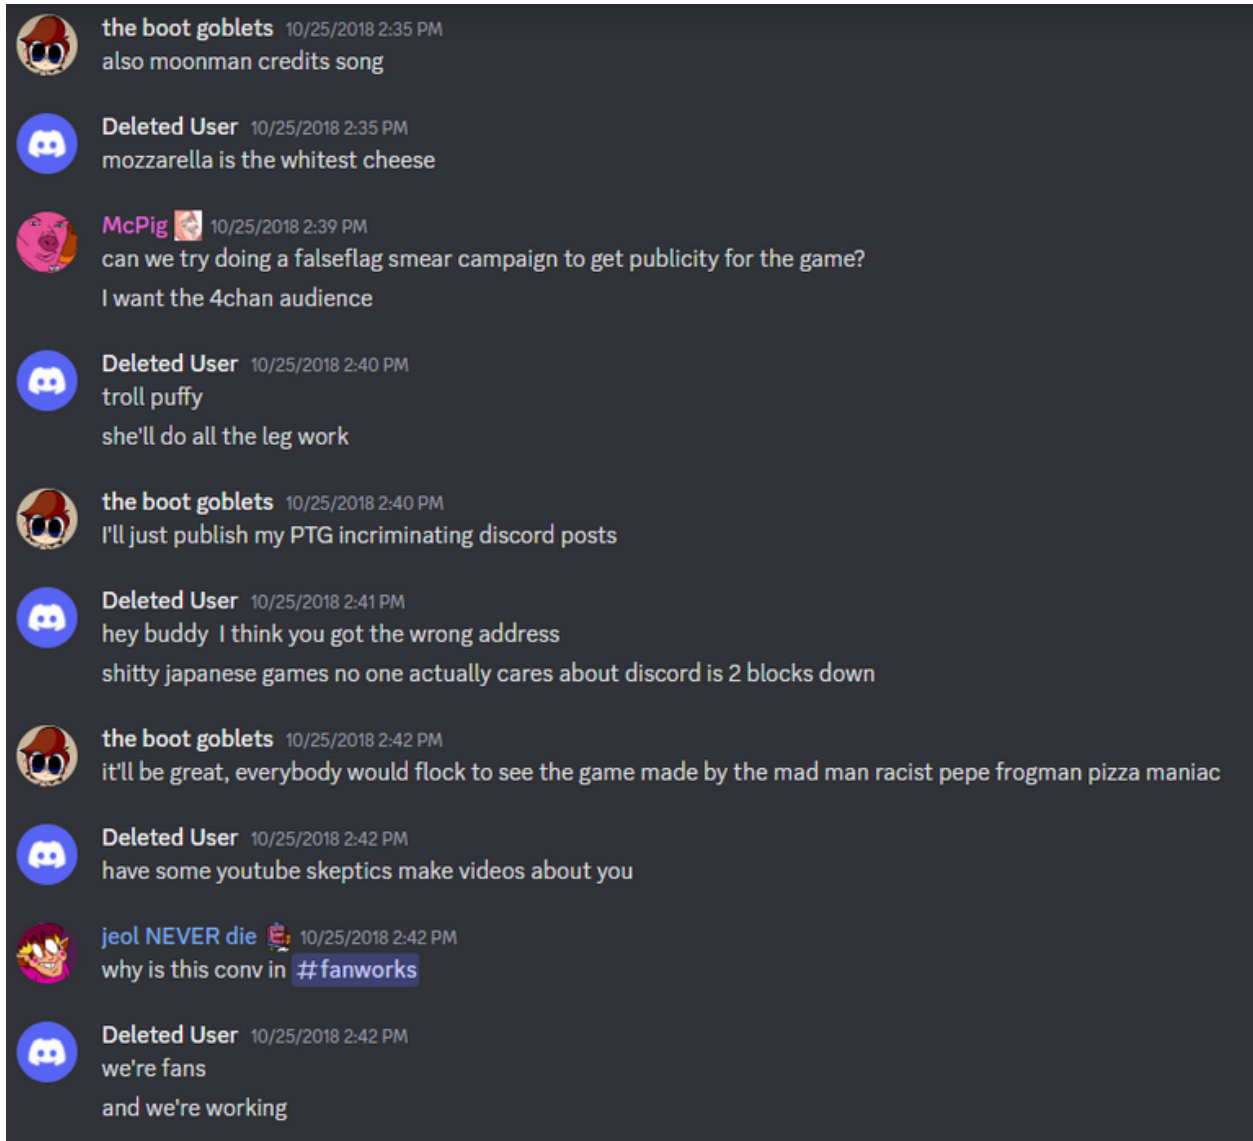 the boot goblets 10/25/2018 2:35 PM
also moonman credits song
Deleted User 10/25/2018 2:35 PM
mozzarella is the whitest cheese
McPig 10/25/2018 2:39 PM
can we try doing a falseflag smear campaign to get publicity for the game?
I want the 4chan audience
Deleted User 10/25/2018 2:40 PM
troll puffy
she'll do all the leg work
the boot goblets 10/25/2018 2:40 PM
I'll just publish my PTG incriminating discord posts
Deleted User 10/25/2018 2:41 PM
hey buddy  I think you got the wrong address
shitty japanese games no one actually cares about discord is 2 blocks down
the boot goblets 10/25/2018 2:42 PM
it'll be great, everybody would flock to see the game made by the mad man racist pepe frogman pizza maniac
Deleted User 10/25/2018 2:42 PM
have some youtube skeptics make videos about you
jeol NEVER die 10/25/2018 2:42 PM
why is this conv in #fanworks
Deleted User 10/25/2018 2:42 PM
we're fans
and we're working